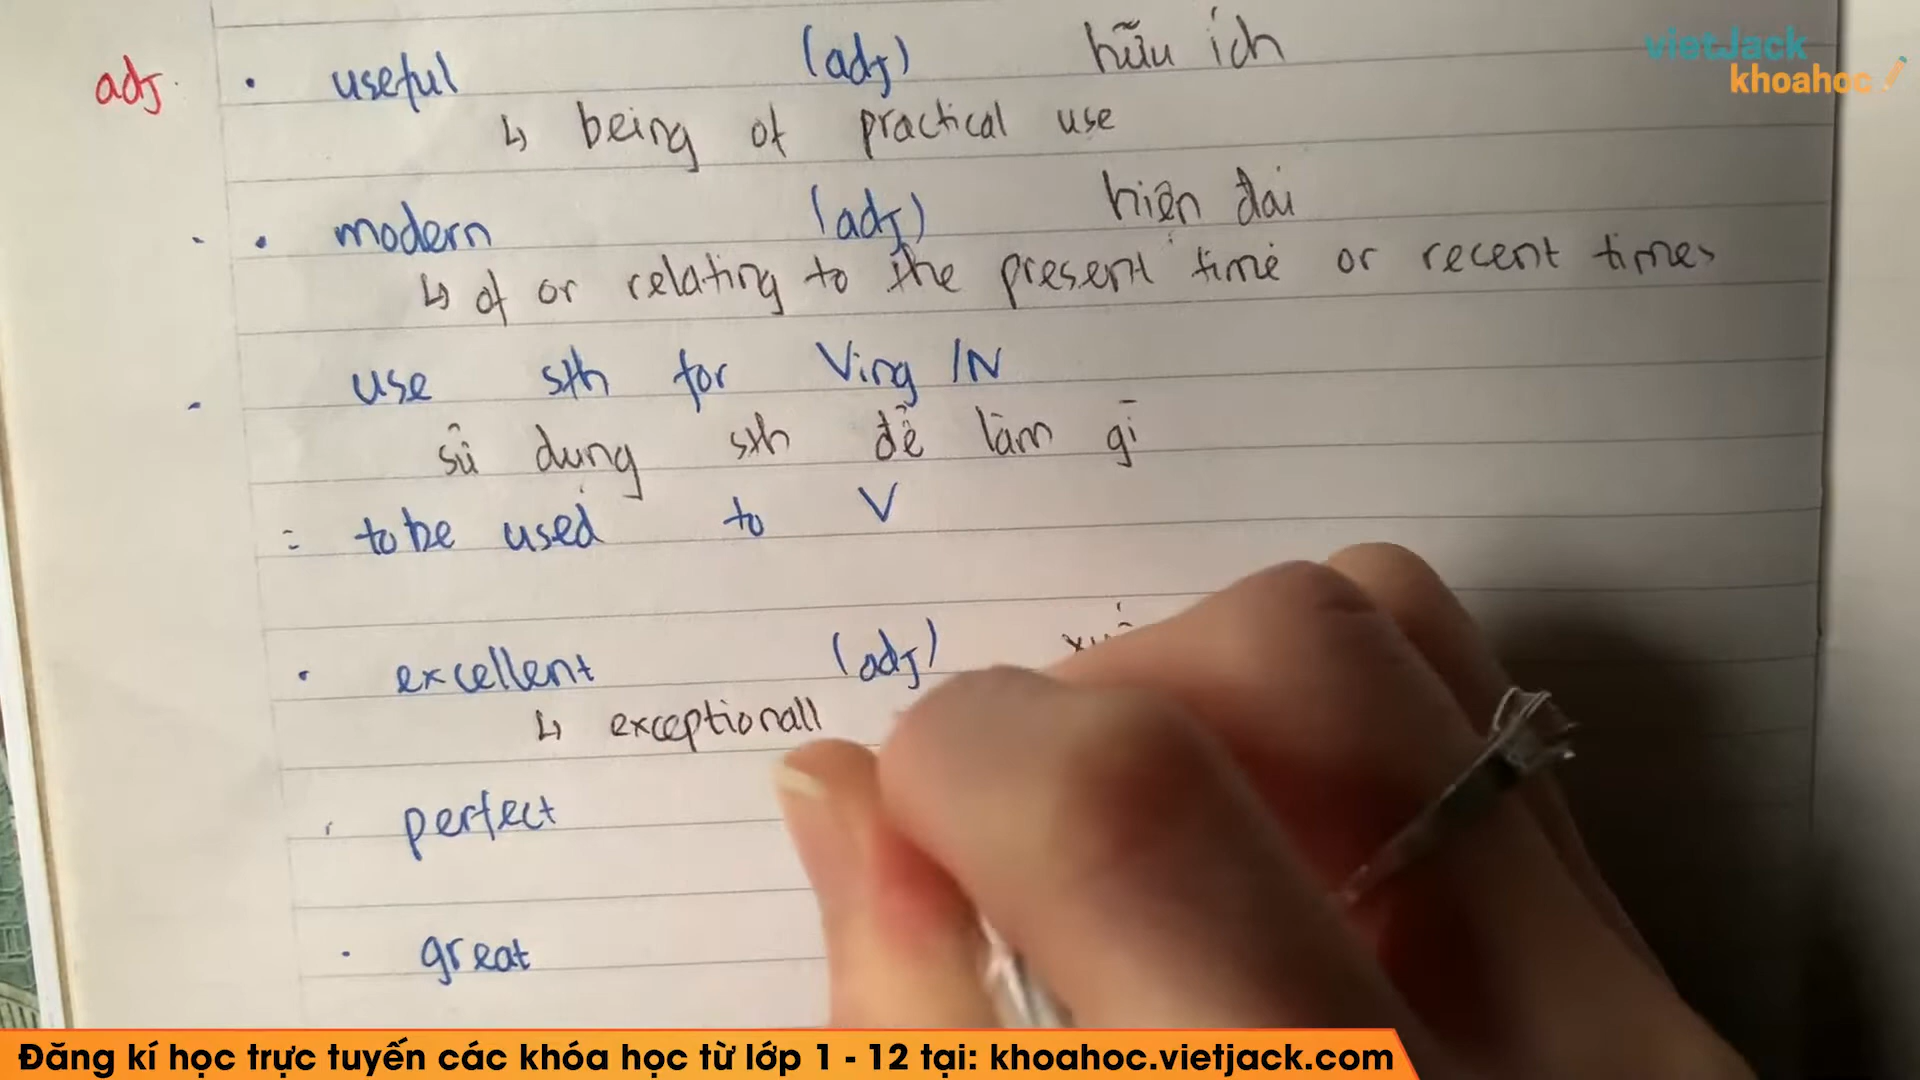 vietJack
khoahoc
adj. • useful (adj) hữu ích
↳ being of practical use
- • modern (adj) hiện đại
↳ of or relating to the present time or recent times
- use sth for Ving / N
sử dụng sth để làm gì
= to be used to V
• excellent (adj)
↳ exceptionall
• perfect
• great
Đăng kí học trực tuyến các khóa học từ lớp 1 - 12 tại: khoahoc.vietjack.com